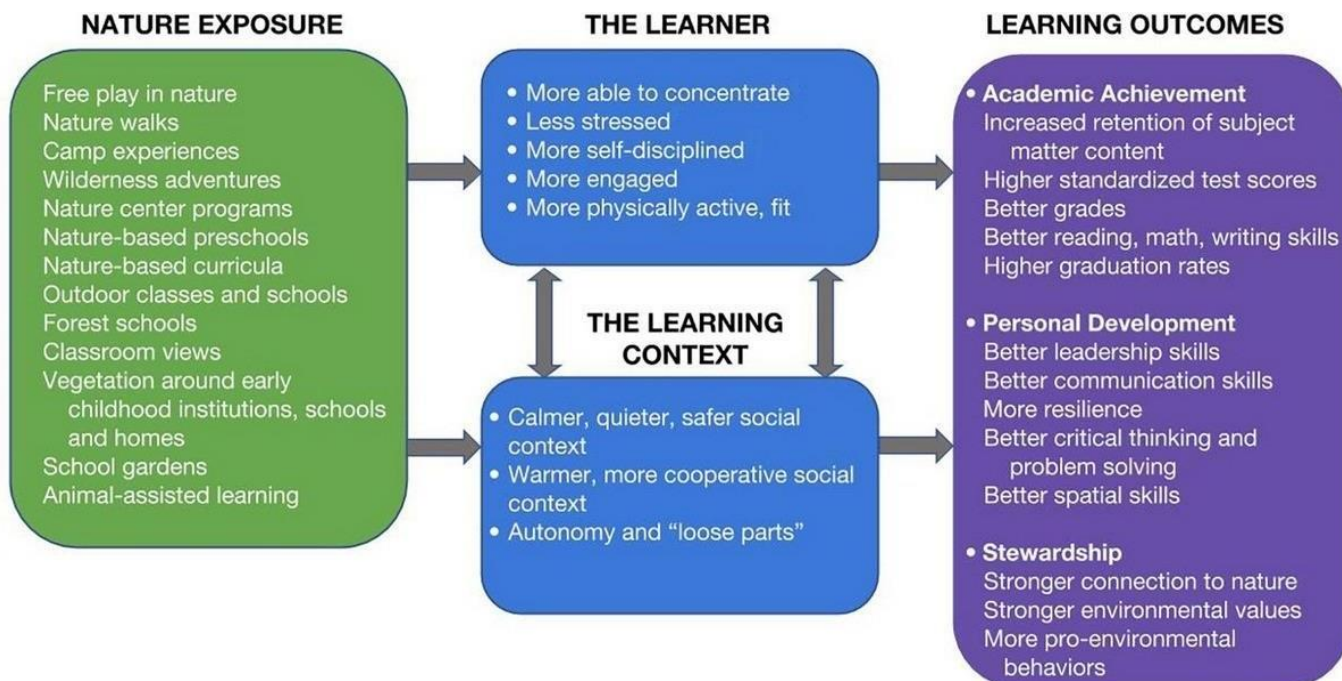 NATURE EXPOSURE
Free play in nature
Nature walks
Camp experiences
Wilderness adventures
Nature center programs
Nature-based preschools
Nature-based curricula
Outdoor classes and schools
Forest schools
Classroom views
Vegetation around early
childhood institutions, schools
and homes
School gardens
Animal-assisted learning
THE LEARNER
• More able to concentrate
• Less stressed
• More self-disciplined
• More engaged
• More physically active, fit
THE LEARNING
CONTEXT
• Calmer, quieter, safer social
context
• Warmer, more cooperative social
context
• Autonomy and “loose parts”
LEARNING OUTCOMES
• Academic Achievement
Increased retention of subject
matter content
Higher standardized test scores
Better grades
Better reading, math, writing skills
Higher graduation rates
• Personal Development
Better leadership skills
Better communication skills
More resilience
Better critical thinking and
problem solving
Better spatial skills
• Stewardship
Stronger connection to nature
Stronger environmental values
More pro-environmental
behaviors